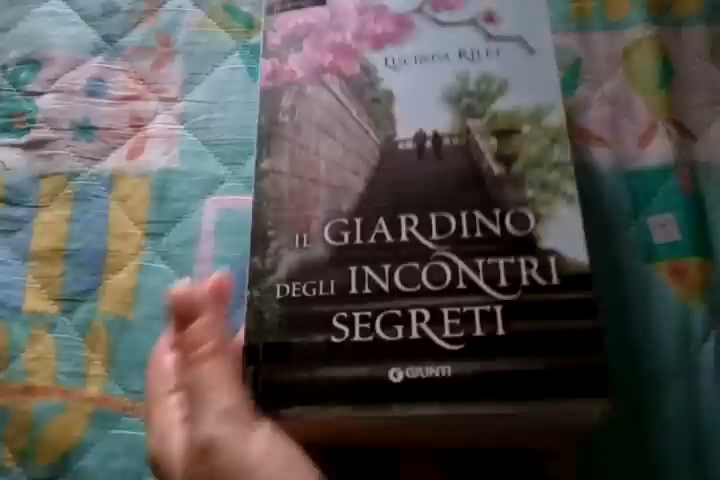 LUCINDA RILEY
IL GIARDINO
DEGLI INCONTRI
SEGRETI
GIUNTI